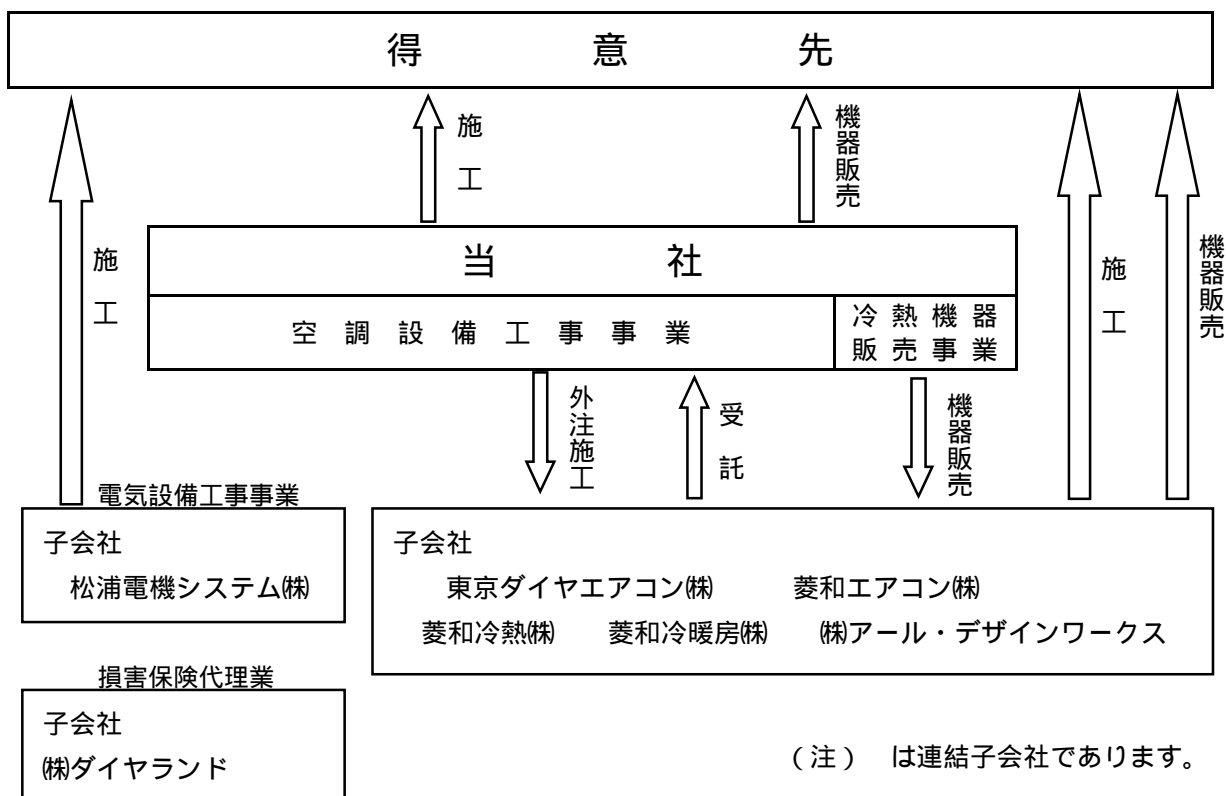 得意先
施工
機器販売
施工
当社
空調設備工事事業
冷熱機器
販売事業
施工
機器販売
外注施工
受託
機器販売
電気設備工事事業
子会社
松浦電機システム㈱
子会社
東京ダイヤエアコン㈱ 菱和エアコン㈱
菱和冷熱㈱ 菱和冷暖房㈱ ㈱アール・デザインワークス
損害保険代理業
子会社
㈱ダイヤランド
（注） は連結子会社であります。